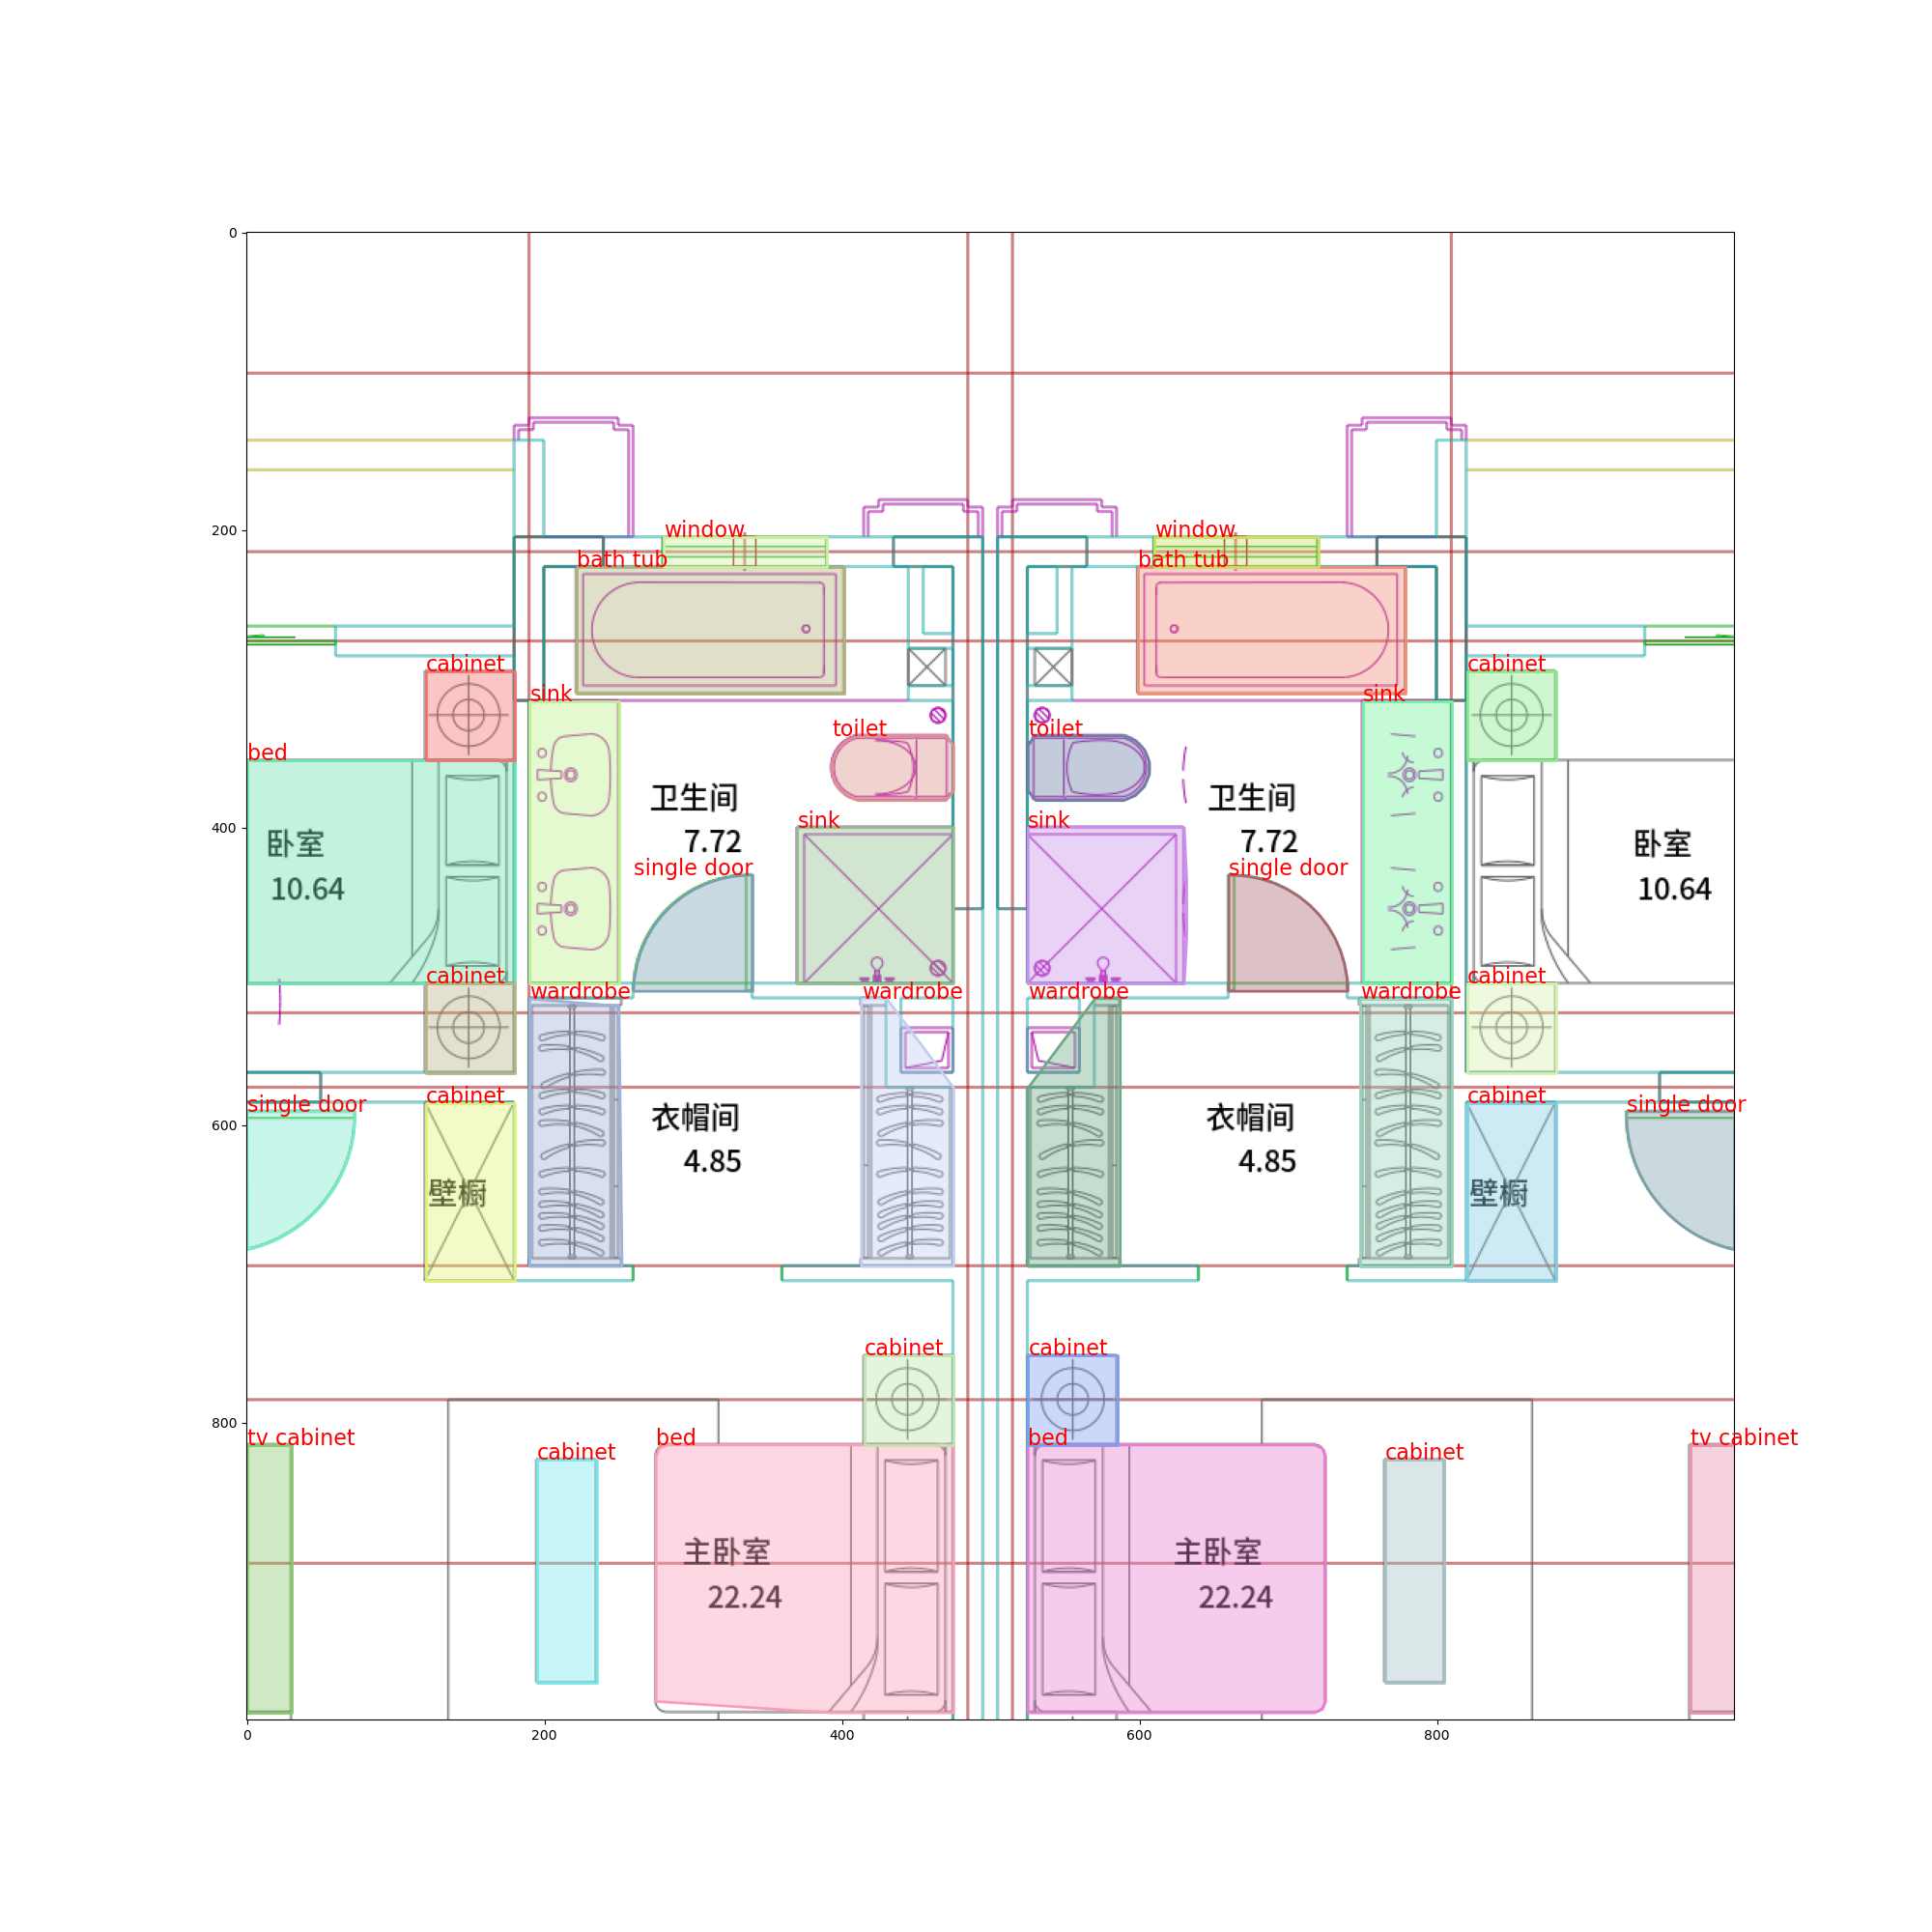 0
200
window
window
bath tub
bath tub
cabinet
cabinet
sink
sink
toilet
toilet
bed
卫生间
7.72
卫生间
7.72
400
sink
sink
卧室
10.64
卧室
10.64
single door
single door
cabinet
cabinet
wardrobe
wardrobe
wardrobe
wardrobe
single door
cabinet
cabinet
single door
600
衣帽间
4.85
衣帽间
4.85
壁橱
壁橱
cabinet
cabinet
800
tv cabinet
bed
bed
tv cabinet
cabinet
cabinet
主卧室
22.24
主卧室
22.24
0
200
400
600
800